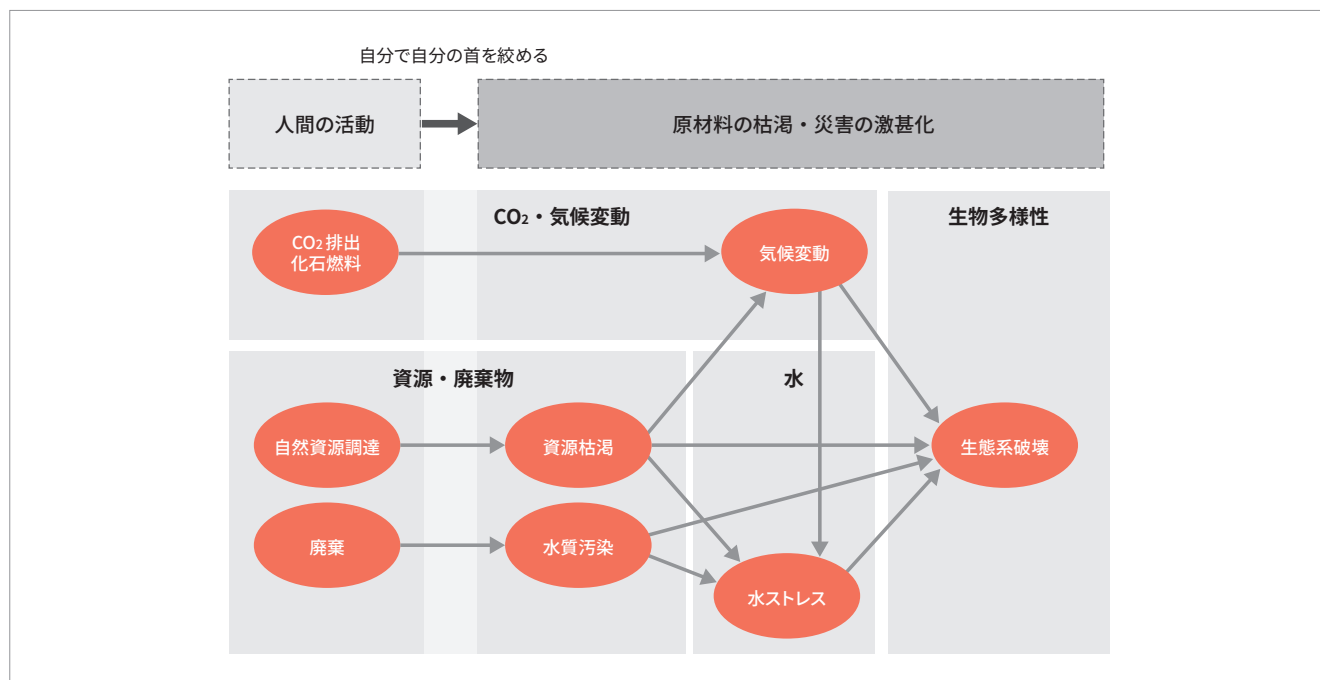 自分で自分の首を絞める
人間の活動
原材料の枯渇・災害の激甚化
CO₂・気候変動
生物多様性
CO₂ 排出
化石燃料
気候変動
資源・廃棄物
水
自然資源調達
資源枯渇
生態系破壊
廃棄
水質汚染
水ストレス